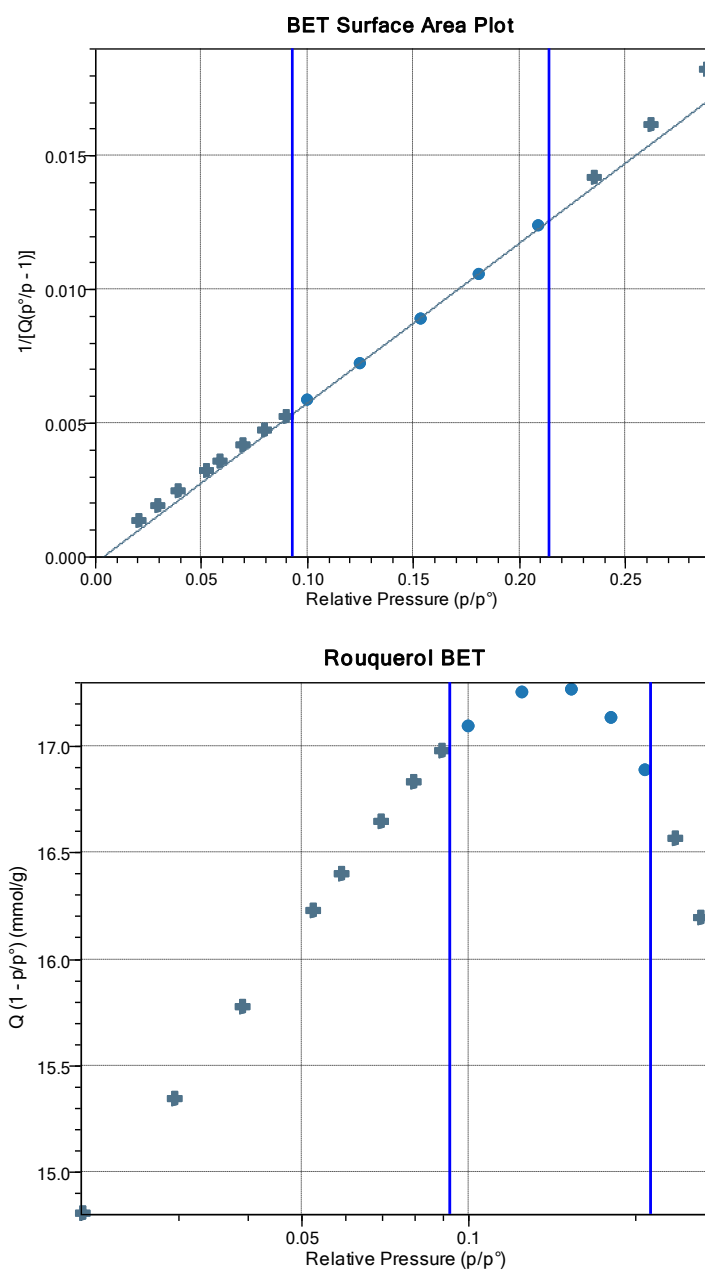 BET Surface Area Plot
1/[Q(p°/p - 1)]
0.015
0.010
0.005
0.000
0.00 0.05 0.10 0.15 0.20 0.25
Relative Pressure (p/p°)
Rouquerol BET
Q (1 - p/p°) (mmol/g)
17.0
16.5
16.0
15.5
15.0
0.05 0.1
Relative Pressure (p/p°)